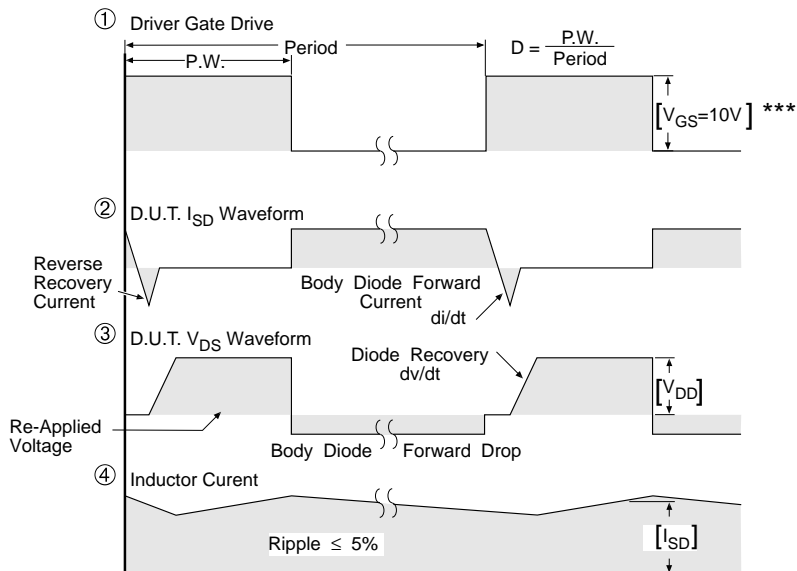 ① Driver Gate Drive
P.W.
Period
D = P.W.
Period
[VGS=10V] ***
② D.U.T. ISD Waveform
Reverse
Recovery
Current
Body Diode Forward
Current
di/dt
③ D.U.T. VDS Waveform
Diode Recovery
dv/dt
[VDD]
Re-Applied
Voltage
Body Diode Forward Drop
④ Inductor Curent
Ripple ≤ 5%
[ISD]